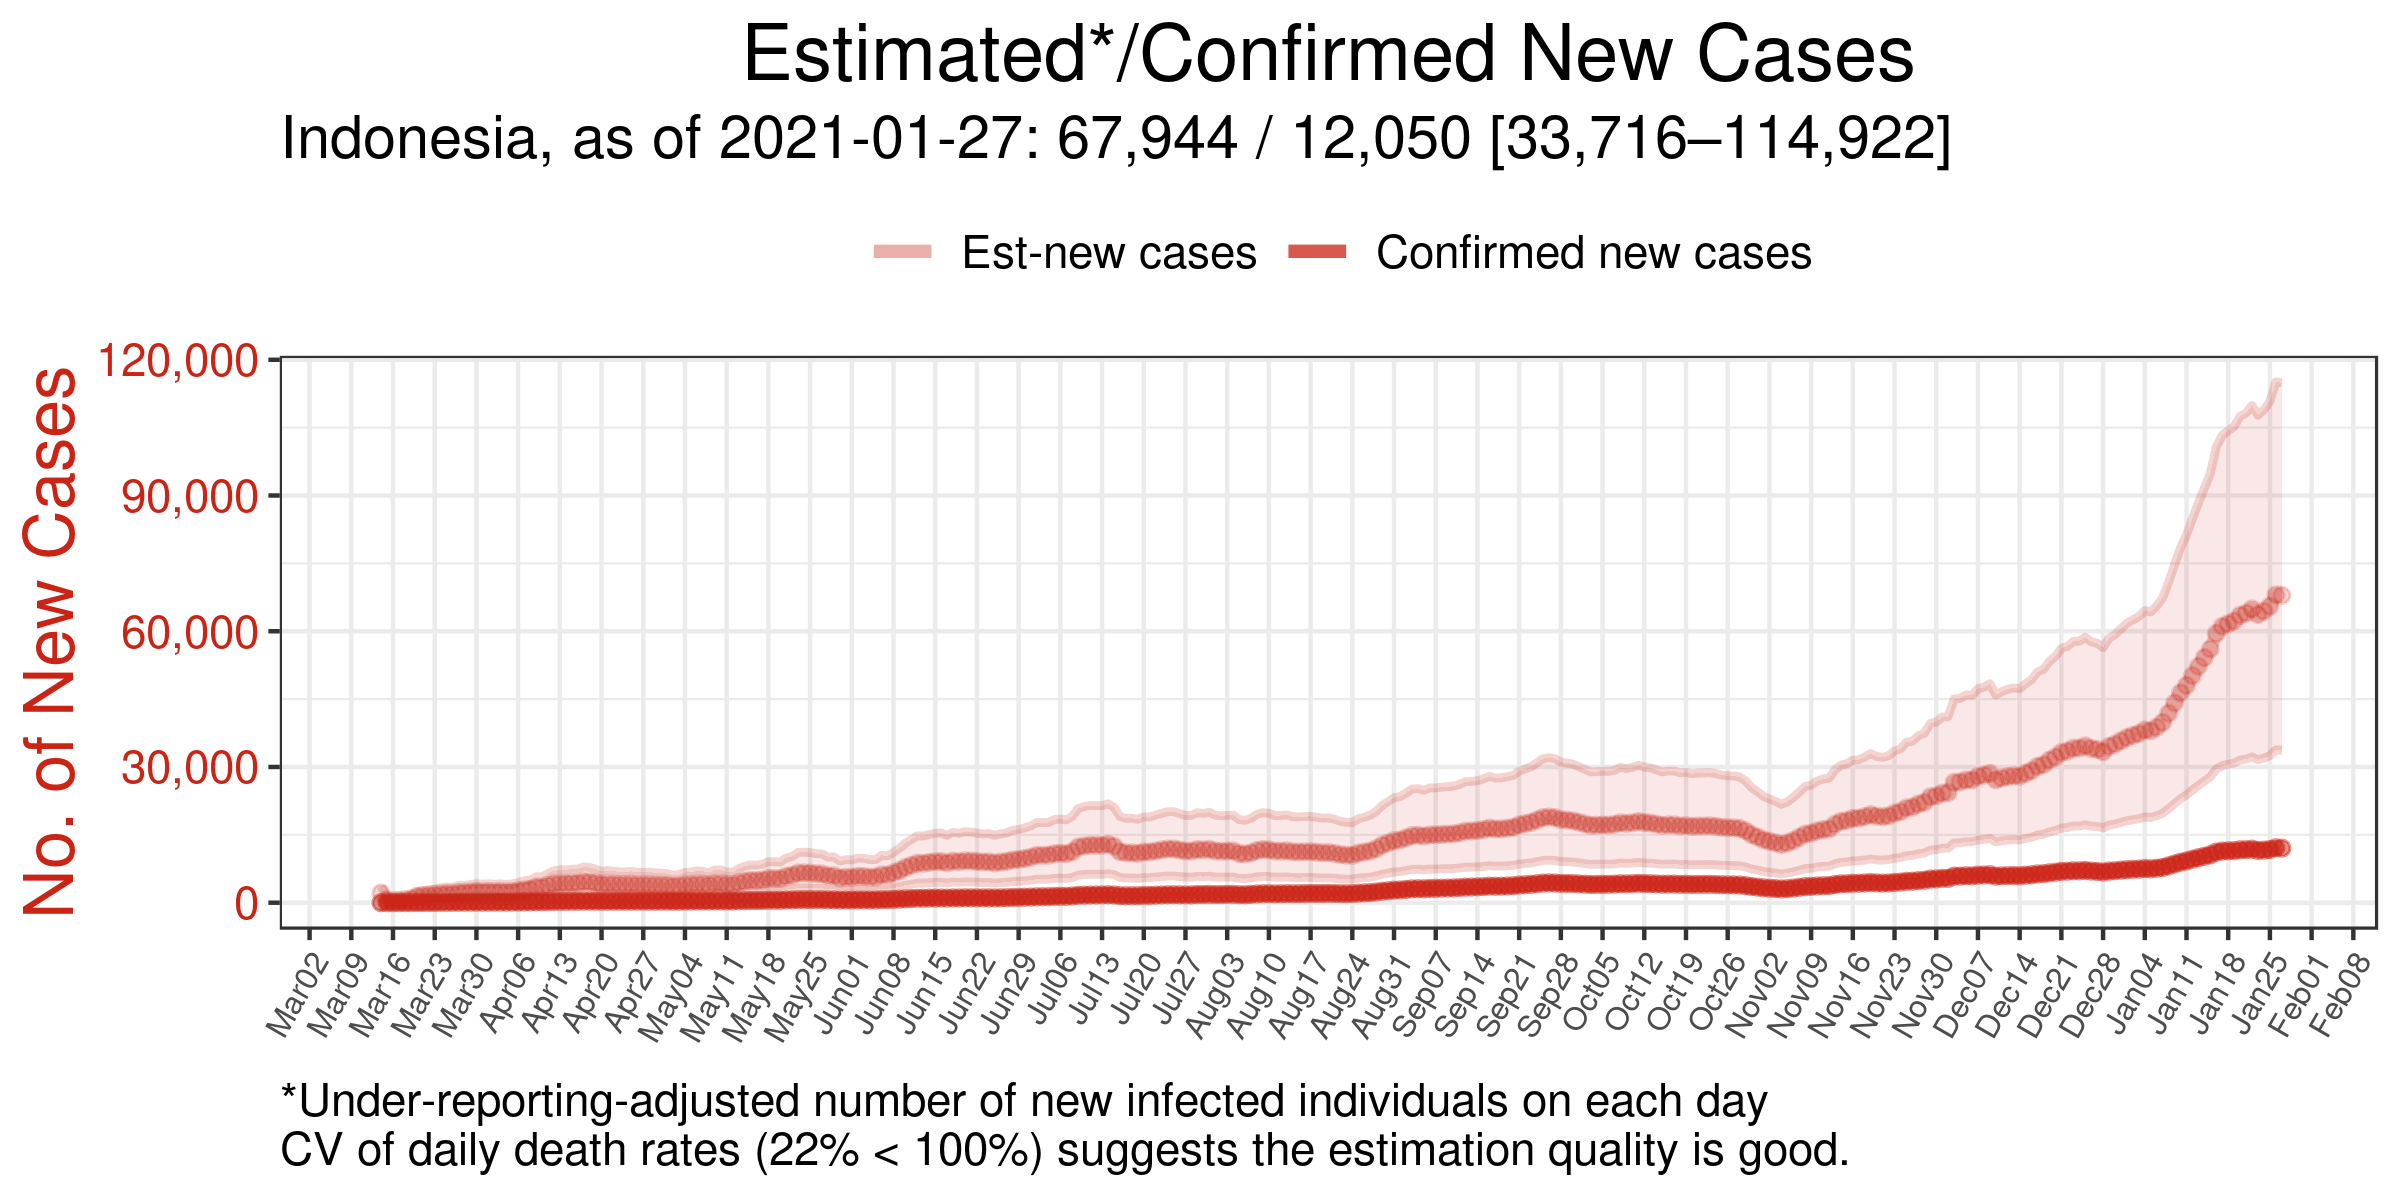 Estimated*/Confirmed New Cases
Indonesia, as of 2021-01-27: 67,944 / 12,050 [33,716–114,922]
Est-new cases
Confirmed new cases
No. of New Cases
120,000
90,000
60,000
30,000
0
Mar02
Mar09
Mar16
Mar23
Mar30
Apr06
Apr13
Apr20
Apr27
May04
May11
May18
May25
Jun01
Jun08
Jun15
Jun22
Jun29
Jul06
Jul13
Jul20
Jul27
Aug03
Aug10
Aug17
Aug24
Aug31
Sep07
Sep14
Sep21
Sep28
Oct05
Oct12
Oct19
Oct26
Nov02
Nov09
Nov16
Nov23
Nov30
Dec07
Dec14
Dec21
Dec28
Jan04
Jan11
Jan18
Jan25
Feb01
Feb08
*Under-reporting-adjusted number of new infected individuals on each day
CV of daily death rates (22% < 100%) suggests the estimation quality is good.